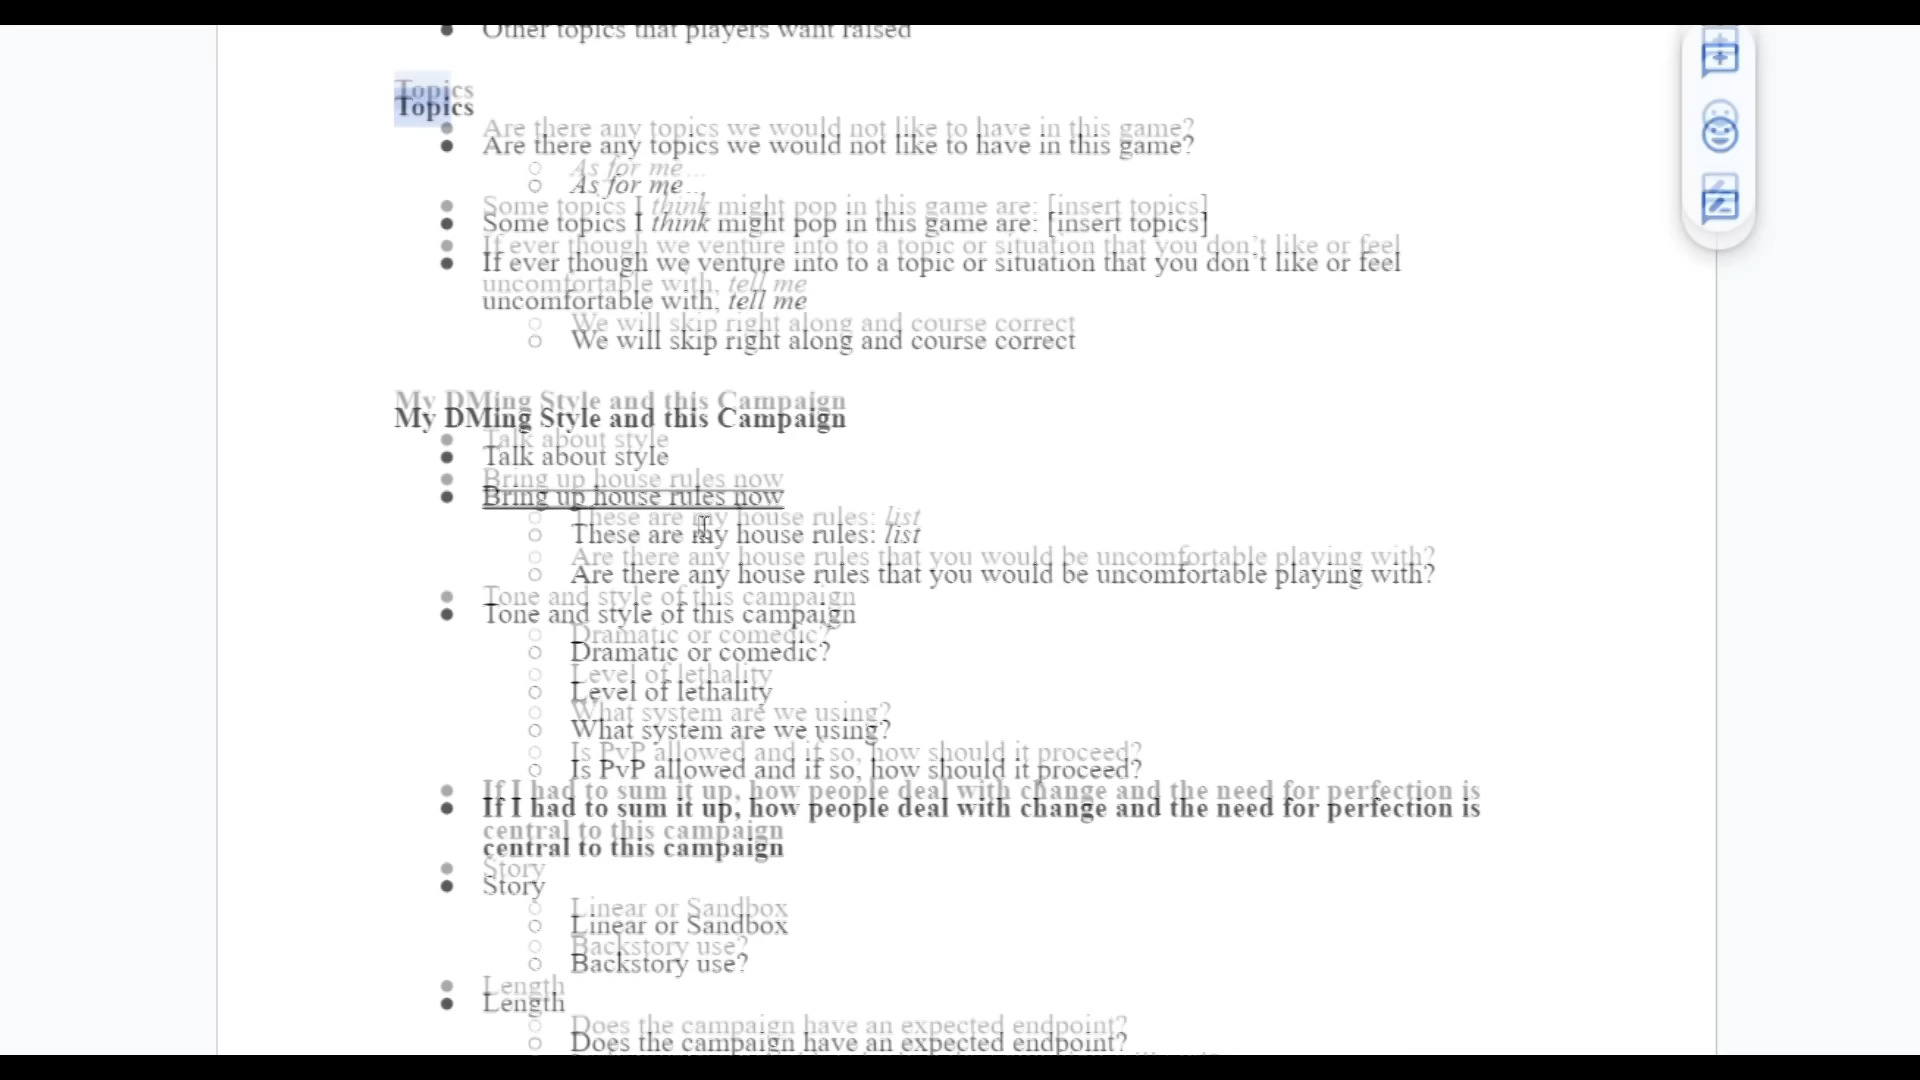 Other topics that players want raised
Topics
Are there any topics we would not like to have in this game?
As for me...
Some topics I think might pop in this game are: [insert topics]
If ever though we venture into to a topic or situation that you don't like or feel
uncomfortable with, tell me
We will skip right along and course correct
My DMing Style and this Campaign
Talk about style
Bring up house rules now
These are my house rules: list
Are there any house rules that you would be uncomfortable playing with?
Tone and style of this campaign
Dramatic or comedic?
Level of lethality
What system are we using?
Is PvP allowed and if so, how should it proceed?
If I had to sum it up, how people deal with change and the need for perfection is
central to this campaign
Story
Linear or Sandbox
Backstory use?
Length
Does the campaign have an expected endpoint?